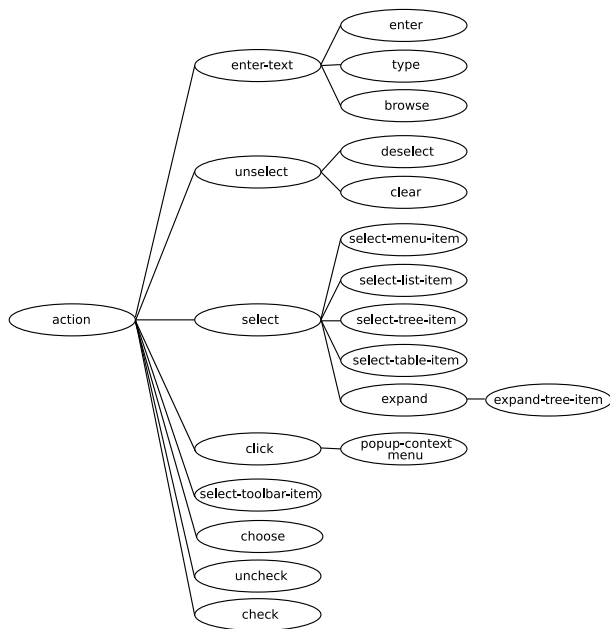 enter
enter-text
type
browse
deselect
unselect
clear
select-menu-item
select-list-item
action
select
select-tree-item
select-table-item
expand
expand-tree-item
click
popup-context
menu
select-toolbar-item
choose
uncheck
check